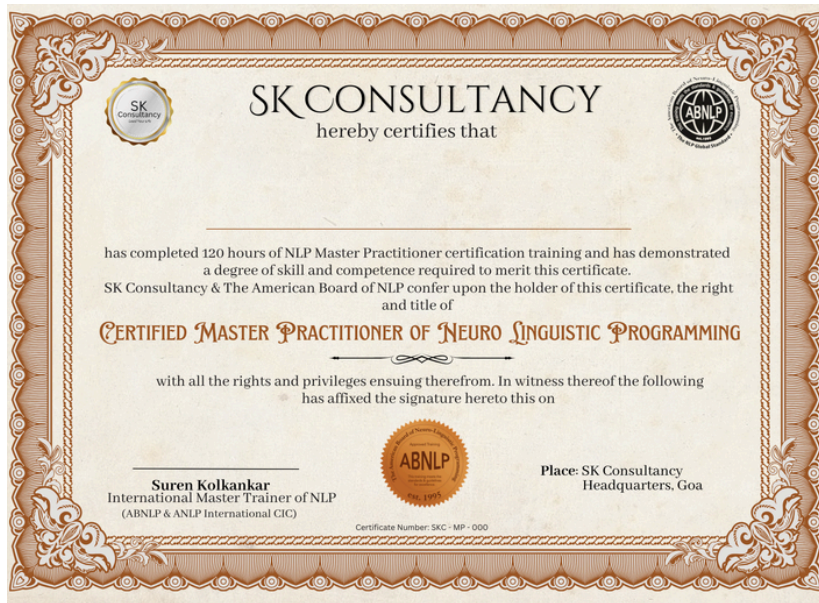 SK
Consultancy
SK CONSULTANCY
ABNLP
The NLP Global Standard
hereby certifies that
has completed 120 hours of NLP Master Practitioner certification training and has demonstrated
a degree of skill and competence required to merit this certificate.
SK Consultancy & The American Board of NLP confer upon the holder of this certificate, the right
and title of
CERTIFIED MASTER PRACTITIONER OF NEURO LINGUISTIC PROGRAMMING
with all the rights and privileges ensuing therefrom. In witness thereof the following
has affixed the signature hereto this on
ABNLP
est. 1995
Suren Kolkankar
International Master Trainer of NLP
(ABNLP & ANLP International CIC)
Place: SK Consultancy
Headquarters, Goa
Certificate Number: SKC - MP - 000